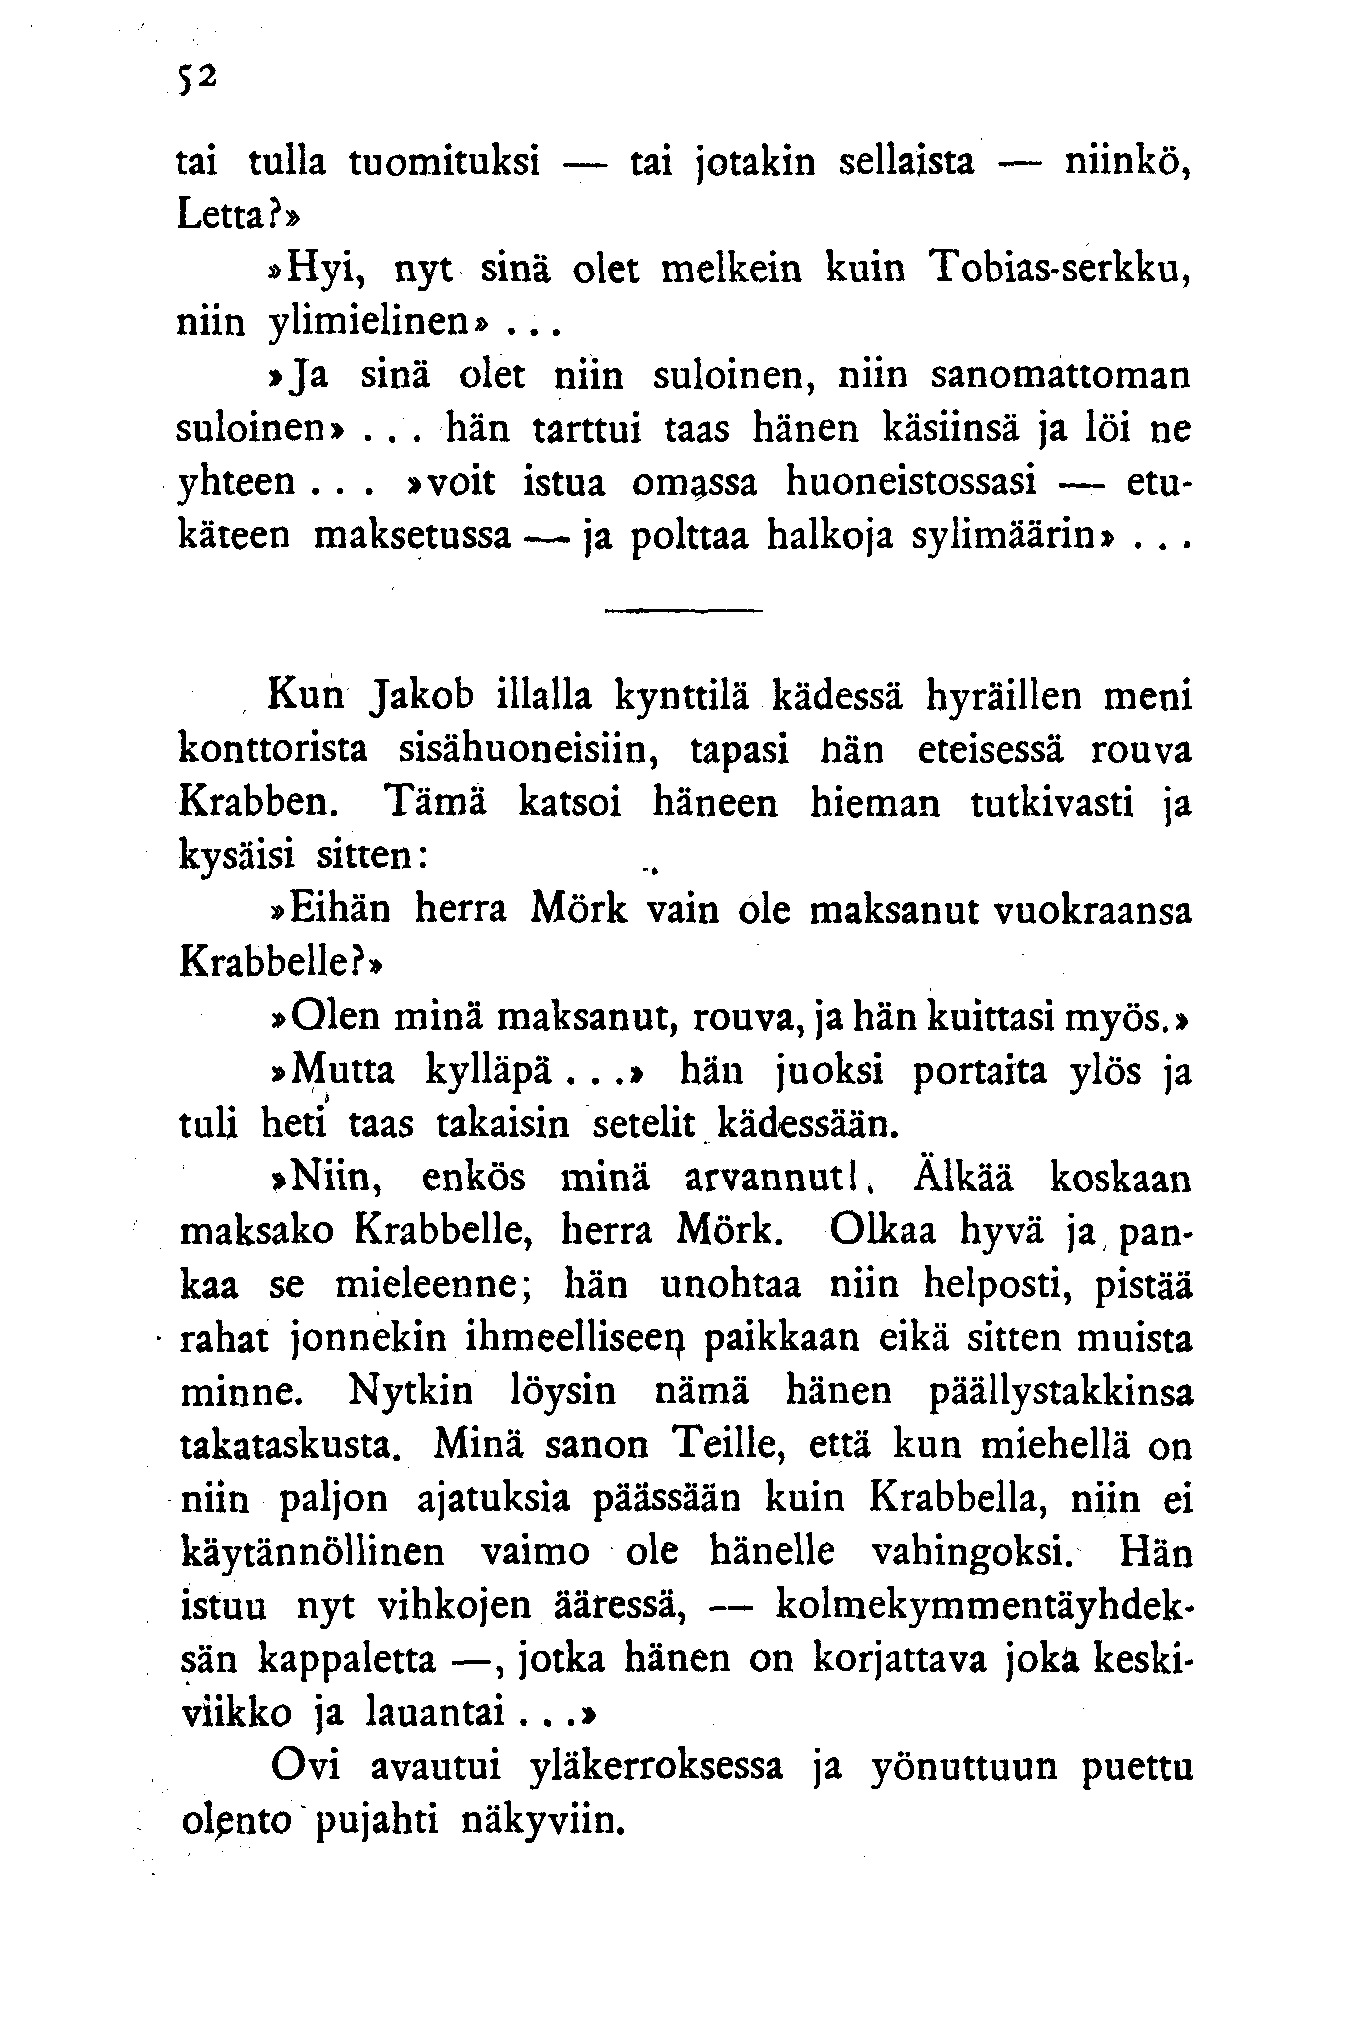 52
tai tulla tuomituksi — tai jotakin sellaista — niinkö,
Letta?»
»Hyi, nyt sinä olet melkein kuin Tobias-serkku,
niin ylimielinen» . . .
»Ja sinä olet niin suloinen, niin sanomattoman
suloinen» . . . hän tarttui taas hänen käsiinsä ja löi ne
yhteen . . . »voit istua omassa huoneistossasi — etu-
käteen maksetussa — ja polttaa halkoja sylimäärin» . . .
Kun Jakob illalla kynttilä kädessä hyräillen meni
konttorista sisähuoneisiin, tapasi hän eteisessä rouva
Krabben. Tämä katsoi häneen hieman tutkivasti ja
kysäisi sitten:
»Eihän herra Mörk vain ole maksanut vuokraansa
Krabbelle?»
»Olen minä maksanut, rouva, ja hän kuittasi myös.»
»Mutta kylläpä . . .» hän juoksi portaita ylös ja
tuli heti taas takaisin setelit kädessään.
»Niin, enkös minä arvannut!. Älkää koskaan
maksako Krabbelle, herra Mörk. Olkaa hyvä ja pan-
kaa se mieleenne; hän unohtaa niin helposti, pistää
rahat jonnekin ihmeelliseen paikkaan eikä sitten muista
minne. Nytkin löysin nämä hänen päällystakkinsa
takataskusta. Minä sanon Teille, että kun miehellä on
niin paljon ajatuksia päässään kuin Krabbella, niin ei
käytännöllinen vaimo ole hänelle vahingoksi. Hän
istuu nyt vihkojen ääressä, — kolmekymmentäyhdek-
sän kappaletta —, jotka hänen on korjattava joka keski-
viikko ja lauantai . . .»
Ovi avautui yläkerroksessa ja yönuttuun puettu
olento pujahti näkyviin.